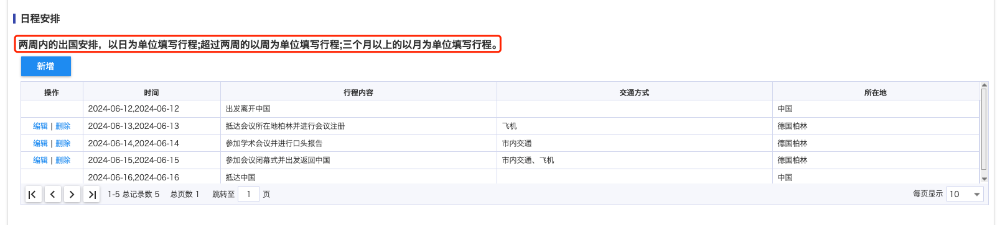 日程安排
两周内的出国安排，以日为单位填写行程;超过两周的以周为单位填写行程;三个月以上的以月为单位填写行程。
新增
操作 时间 行程内容 交通方式 所在地
2024-06-12,2024-06-12 出发离开中国 中国
编辑 | 删除 2024-06-13,2024-06-13 抵达会议所在地柏林并进行会议注册 飞机 德国柏林
编辑 | 删除 2024-06-14,2024-06-14 参加学术会议并进行口头报告 市内交通 德国柏林
编辑 | 删除 2024-06-15,2024-06-15 参加会议闭幕式并出发返回中国 市内交通、飞机 德国柏林
2024-06-16,2024-06-16 抵达中国 中国
1-5 总记录数 5 总页数 1 跳转至 1 页 每页显示 10